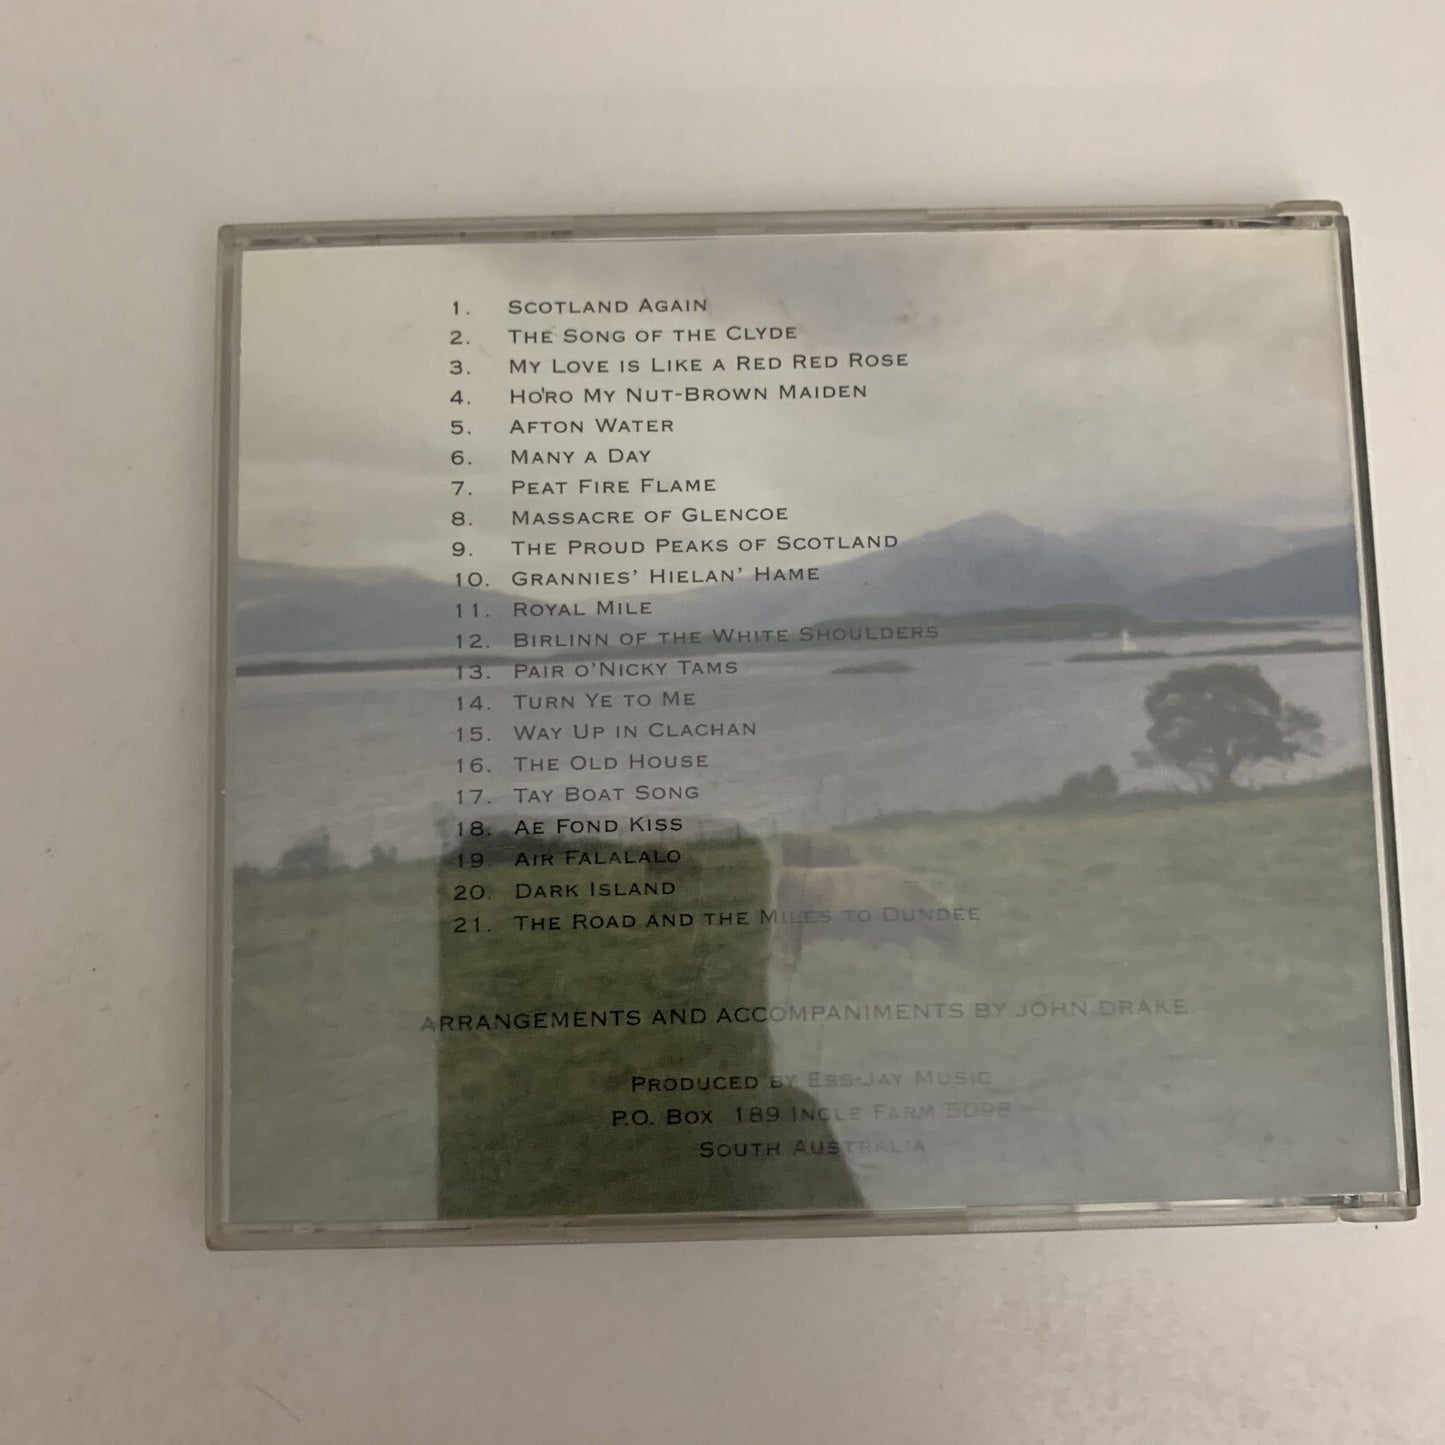 1. Scotland Again
2. The Song of the Clyde
3. My Love is Like a Red Red Rose
4. Ho'ro My Nut-Brown Maiden
5. Afton Water
6. Many a Day
7. Peat Fire Flame
8. Massacre of Glencoe
9. The Proud Peaks of Scotland
10. Grannies' Hielan' Hame
11. Royal Mile
12. Birlinn of the White Shoulders
13. Pair o'Nicky Tams
14. Turn Ye to Me
15. Way Up in Clachan
16. The Old House
17. Tay Boat Song
18. Ae Fond Kiss
19. Air Falalalo
20. Dark Island
21. The Road and the Miles to Dundee
ARRANGEMENTS AND ACCOMPANIMENTS BY JOHN DRAKE
Produced by Ess-Jay Music
P.O. Box 189 Ingle Farm 5098
South Australia